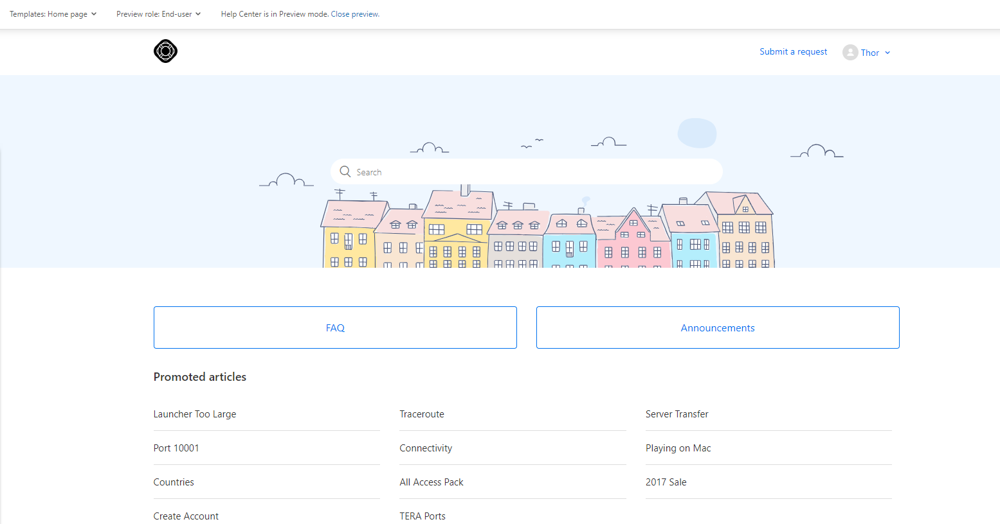 Templates: Home page Preview role: End-user Help Center is in Preview mode. Close preview.
Submit a request Thor
Search
FAQ Announcements
Promoted articles
Launcher Too Large Traceroute Server Transfer
Port 10001 Connectivity Playing on Mac
Countries All Access Pack 2017 Sale
Create Account TERA Ports